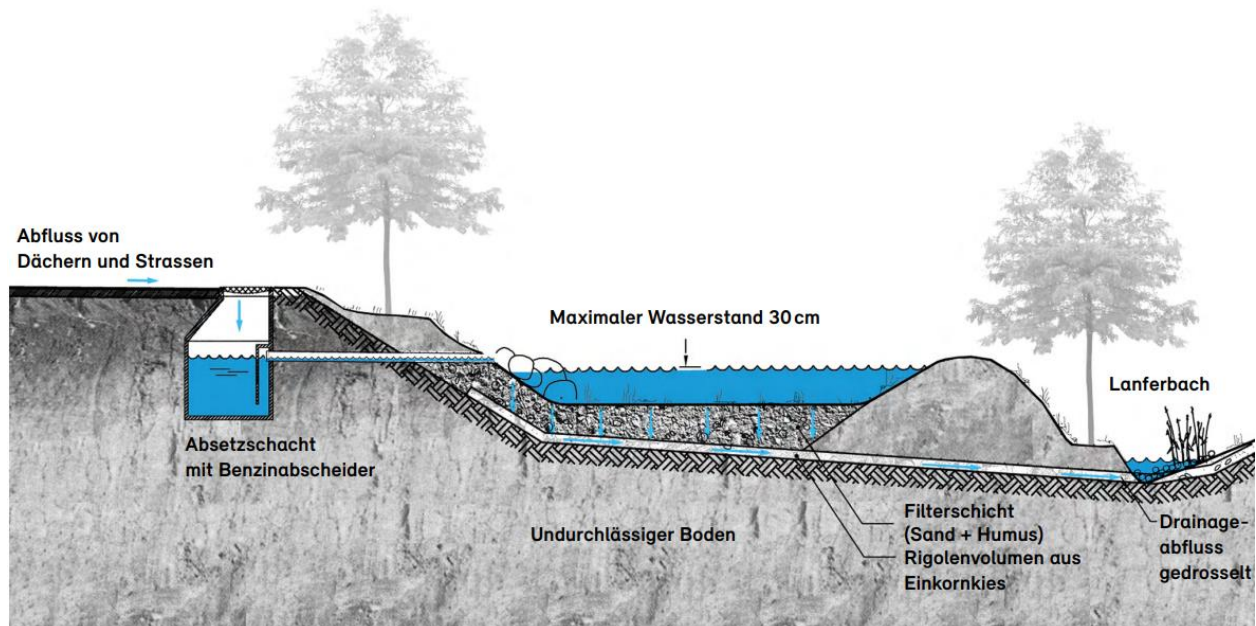 Abfluss von
Dächern und Strassen
Maximaler Wasserstand 30 cm
Lanferbach
Absetzschacht
mit Benzinabscheider
Undurchlässiger Boden
Filterschicht
(Sand + Humus)
Rigolenvolumen aus
Einkornkies
Drainage-
abfluss
gedrosselt